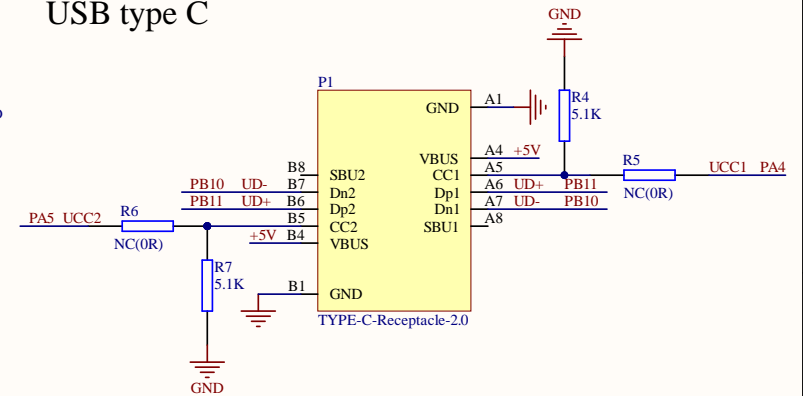 USB type C
GND
P1
GND A1
R4
5.1K
VBUS A4 +5V
CC1 A5
R5
UCC1 PA4
NC(0R)
B8 SBU2
PB10 UD- B7 Dn2
Dp1 A6 UD+ PB11
PB11 UD+ B6 Dp2
Dn1 A7 UD- PB10
PA5 UCC2 R6
B5 CC2
SBU1 A8
NC(0R)
+5V B4 VBUS
R7
5.1K
B1 GND
TYPE-C-Receptacle-2.0
GND